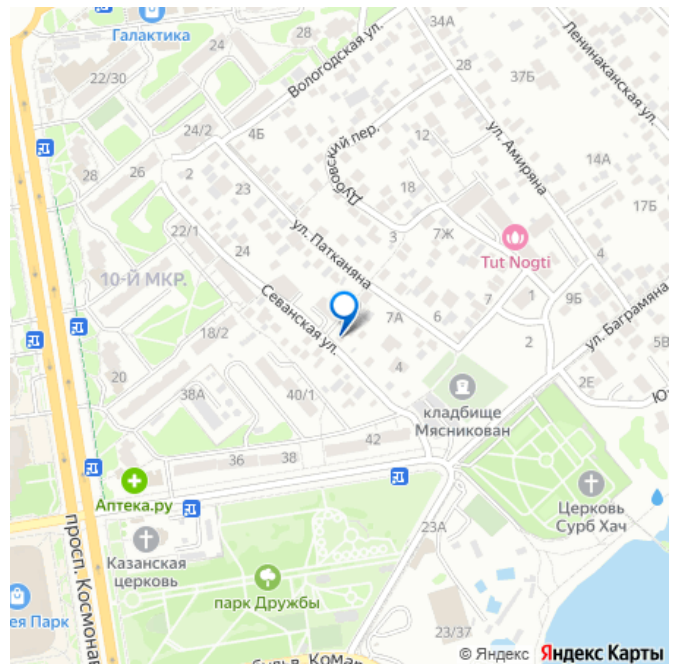 34А
Галактика
24
28
Вологодская ул.
Ленинаканская ул.
28
37Б
22/30
24/2
4Б
Дубовский пер.
12
ул. Амиряна
14А
28
26
2
23
18
17Б
22/1
24
ул. Патканяна
3
7Ж
Tut Nogti
4
10-Й МКР.
Севанская ул.
7
1
9Б
18/2
7А
6
2
ул. Баграмяна
5В
20
38А
40/1
4
кладбище
Мясникован
2Е
Ю
42
36
38
Аптека.ру
просп. Космонав
Казанская
церковь
23А
Церковь
Сурб Хач
парк Дружбы
ея Парк
23/37
бульв. Комар
© Яндекс
Яндекс Карты